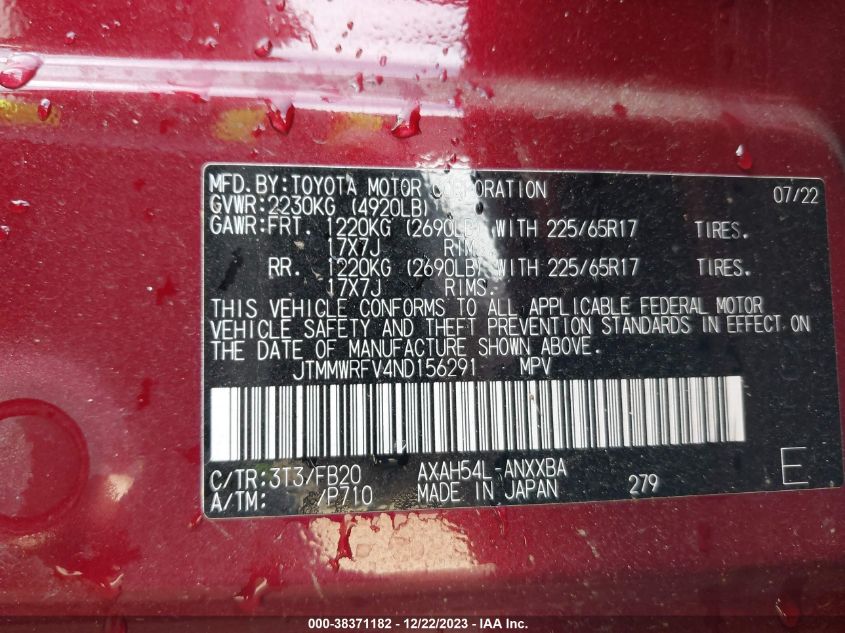 MFD. BY: TOYOTA MOTOR CORPORATION 07/22
GVWR: 2230KG (4920LB)
GAWR: FRT. 1220KG (2690LB) WITH 225/65R17 TIRES.
17X7J RIMS.
RR. 1220KG (2690LB) WITH 225/65R17 TIRES.
17X7J RIMS.
THIS VEHICLE CONFORMS TO ALL APPLICABLE FEDERAL MOTOR
VEHICLE SAFETY AND THEFT PREVENTION STANDARDS IN EFFECT ON
THE DATE OF MANUFACTURE SHOWN ABOVE.
JTMMWRFV4ND156291 MPV
C/TR: 3T3/FB20 AXAH54L-ANXXBA E
A/TM: /P710 MADE IN JAPAN 279
000-38371182 - 12/22/2023 - IAA Inc.